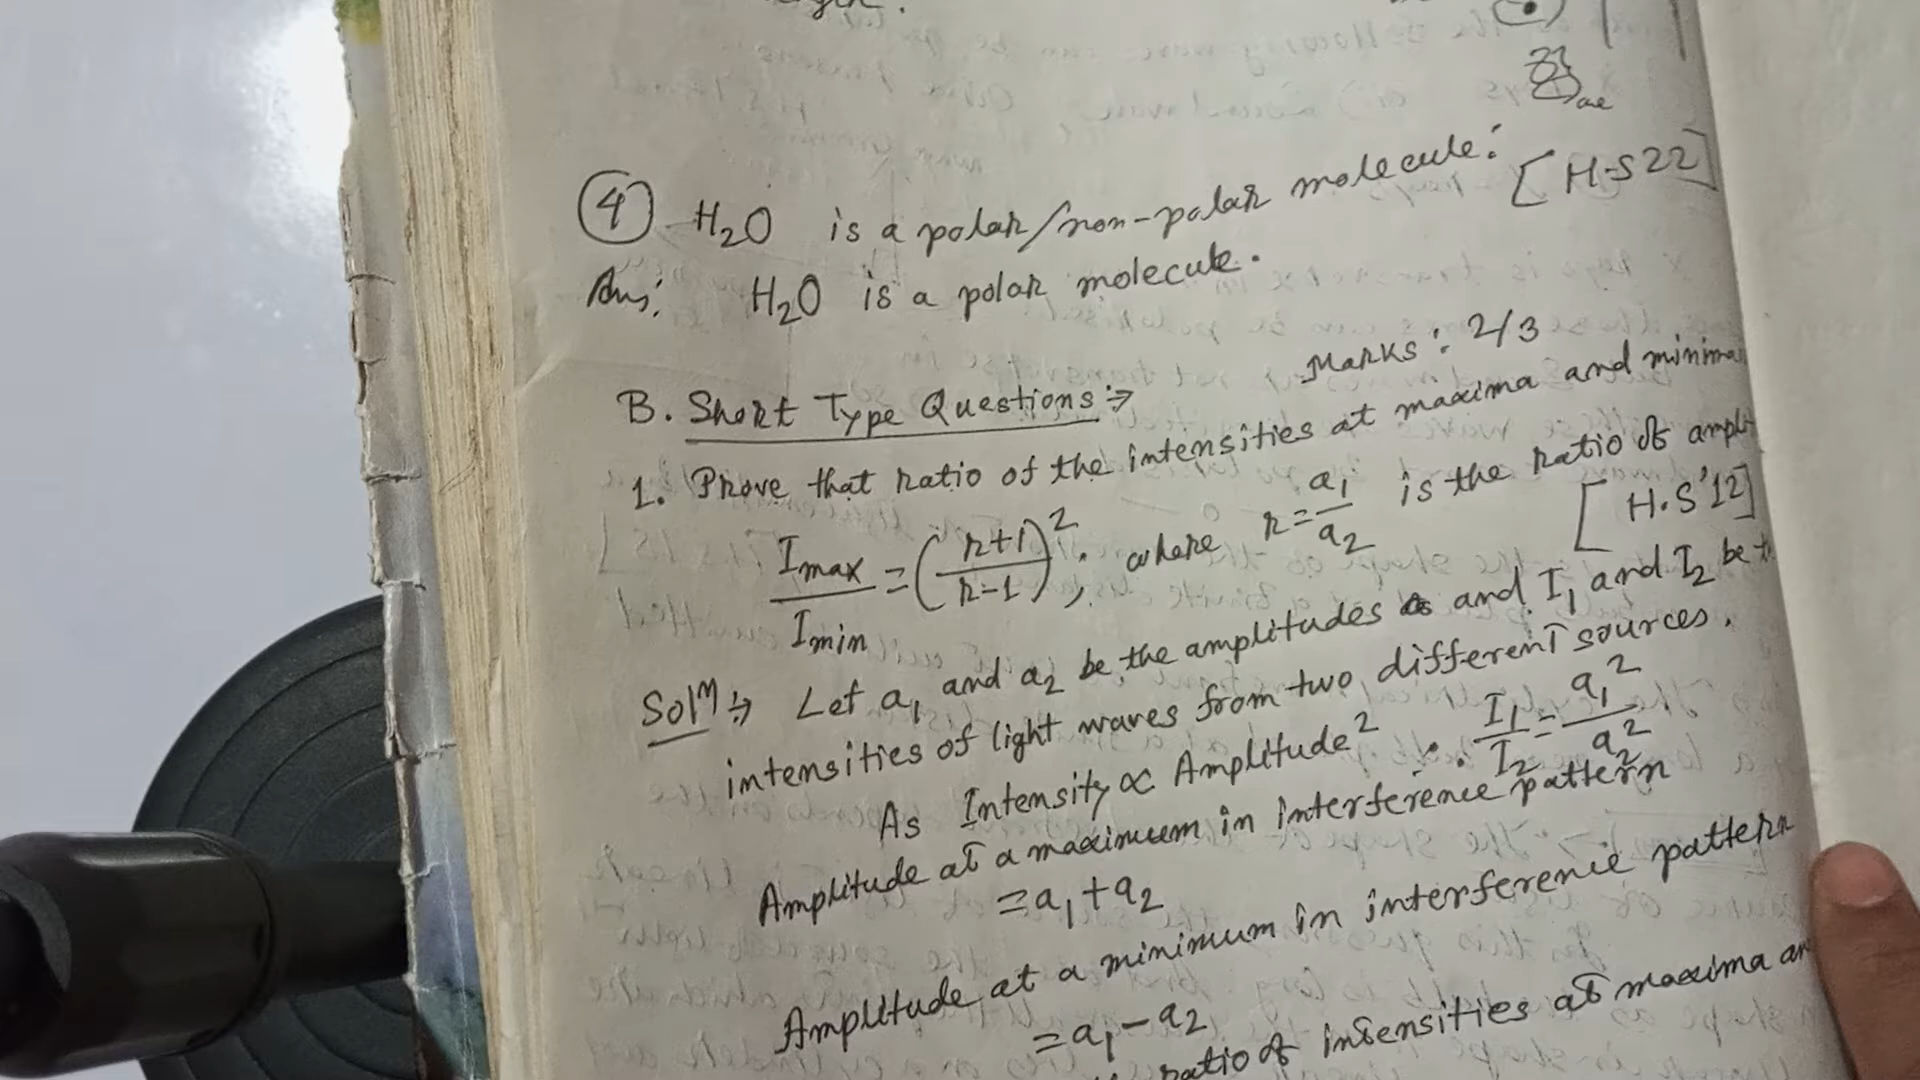 ④ H₂O is a polar/non-polar molecule: [H.S 22]
Ans: H₂O is a polar molecule.
B. Short Type Questions :⇒ Marks : 2/3
1. Prove that ratio of the intensities at maxima and minima
Imax/Imin = (r+1/r-1)², where r = a₁/a₂ is the ratio of ampli
[H.S'12]
Solⁿ :⇒ Let a₁ and a₂ be the amplitudes and I₁ and I₂ be
intensities of light waves from two different sources.
As Intensity ∝ Amplitude² ∴ I₁/I₂ = a₁²/a₂²
Amplitude at a maximum in interference pattern
= a₁ + a₂
Amplitude at a minimum in interference pattern
= a₁ - a₂
ratio of intensities at maxima an